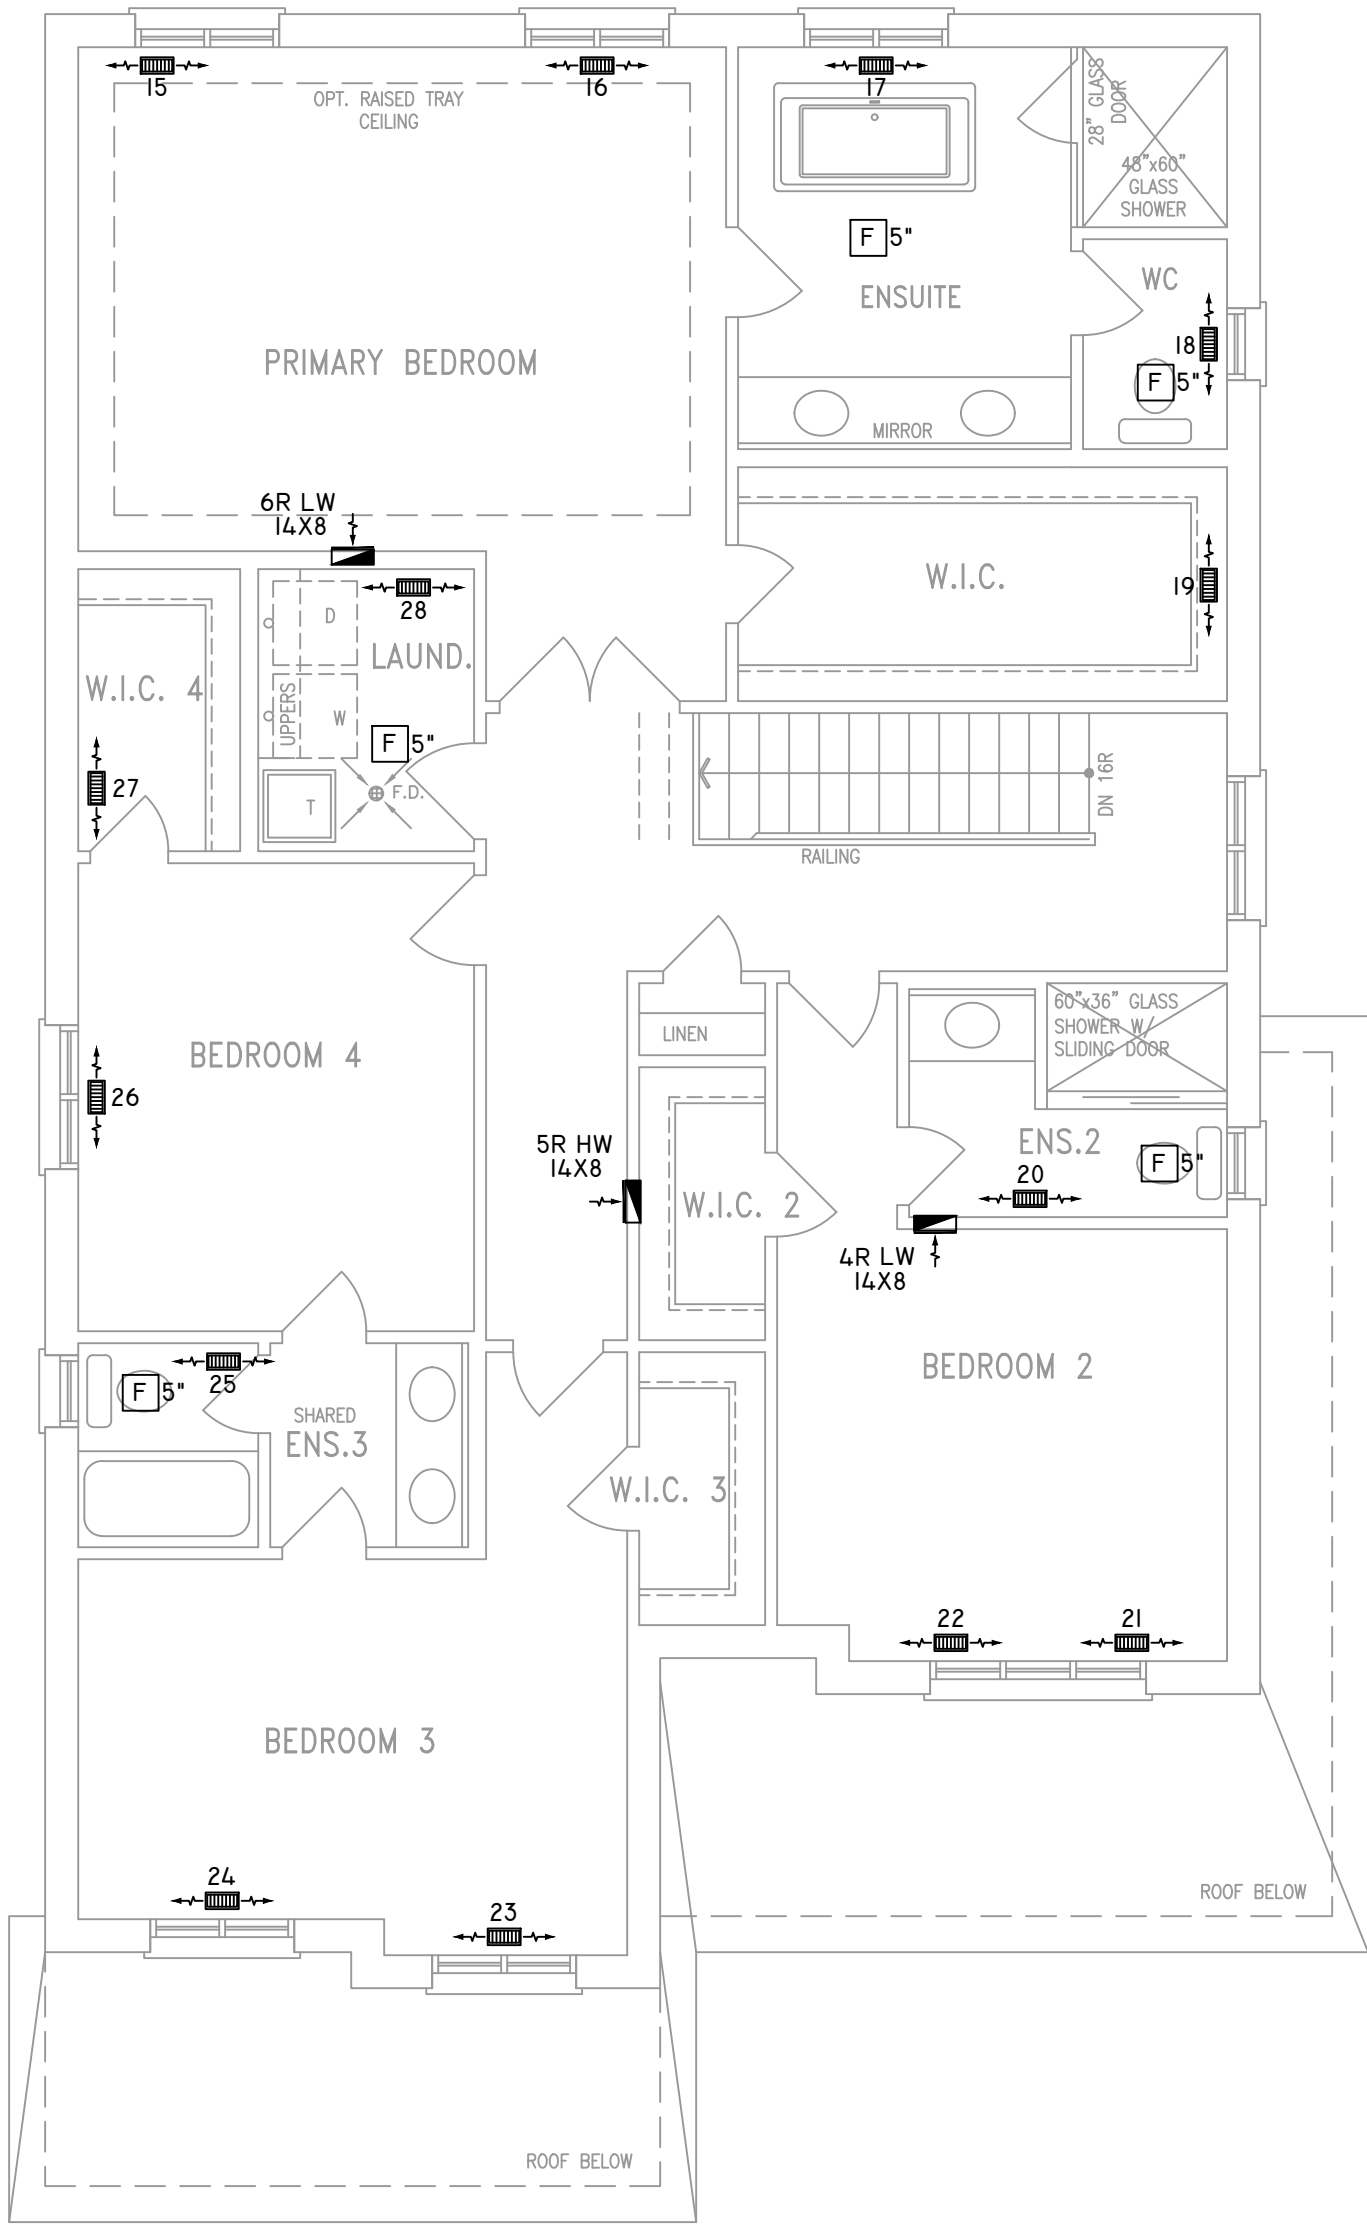 15
16
17
OPT. RAISED TRAY
CEILING
28" GLASS
DOOR
48"x60"
GLASS
SHOWER
F 5"
ENSUITE
WC
18
F 5"
PRIMARY BEDROOM
MIRROR
6R LW
14X8
W.I.C.
19
28
D
LAUND.
W.I.C. 4
UPPERS
W
F 5"
27
T
F.D.
DN 16R
RAILING
60"x36" GLASS
SHOWER W/
SLIDING DOOR
LINEN
BEDROOM 4
26
5R HW
14X8
ENS.2
F 5"
20
W.I.C. 2
4R LW
14X8
BEDROOM 2
25
F 5"
SHARED
ENS.3
W.I.C. 3
22
21
BEDROOM 3
24
23
ROOF BELOW
ROOF BELOW